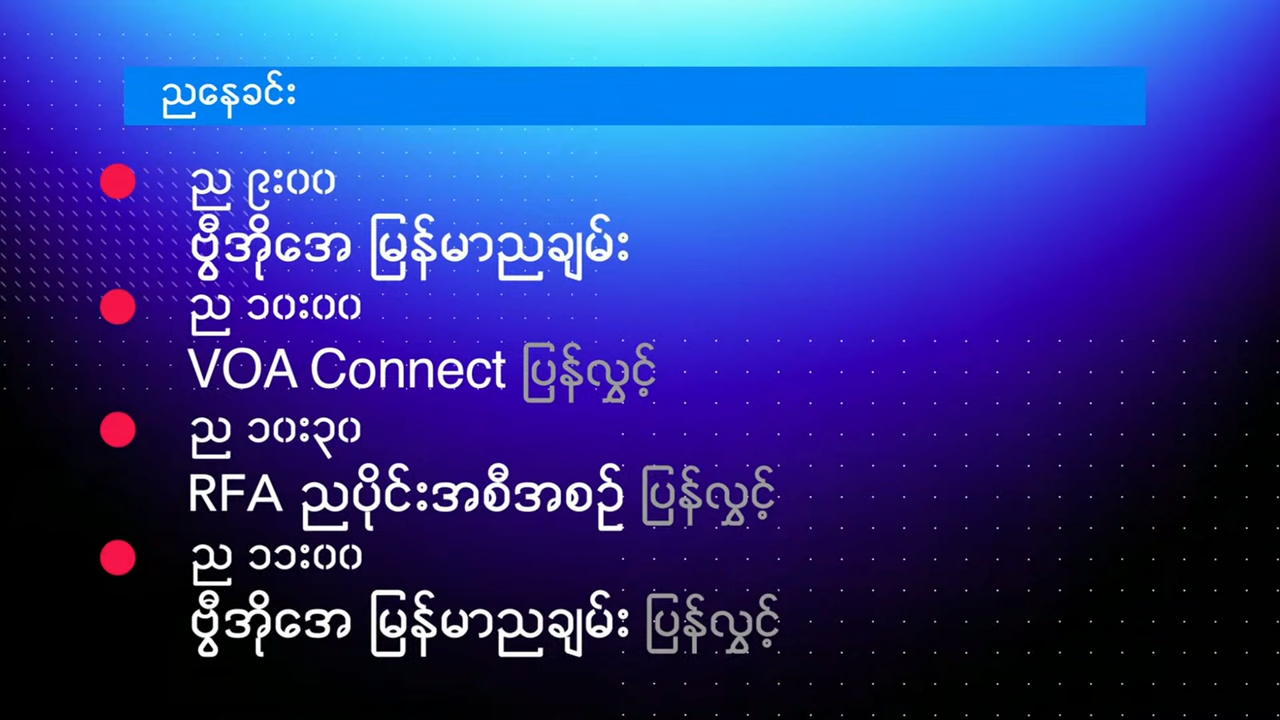 ညနေခင်း
ည ၉း၀၀
ဗွီအိုအေ မြန်မာညချမ်း
ည ၁၀း၀၀
VOA Connect ပြန်လွှင့်
ည ၁၀း၃၀
RFA ညပိုင်းအစီအစဉ် ပြန်လွှင့်
ည ၁၁း၀၀
ဗွီအိုအေ မြန်မာညချမ်း ပြန်လွှင့်